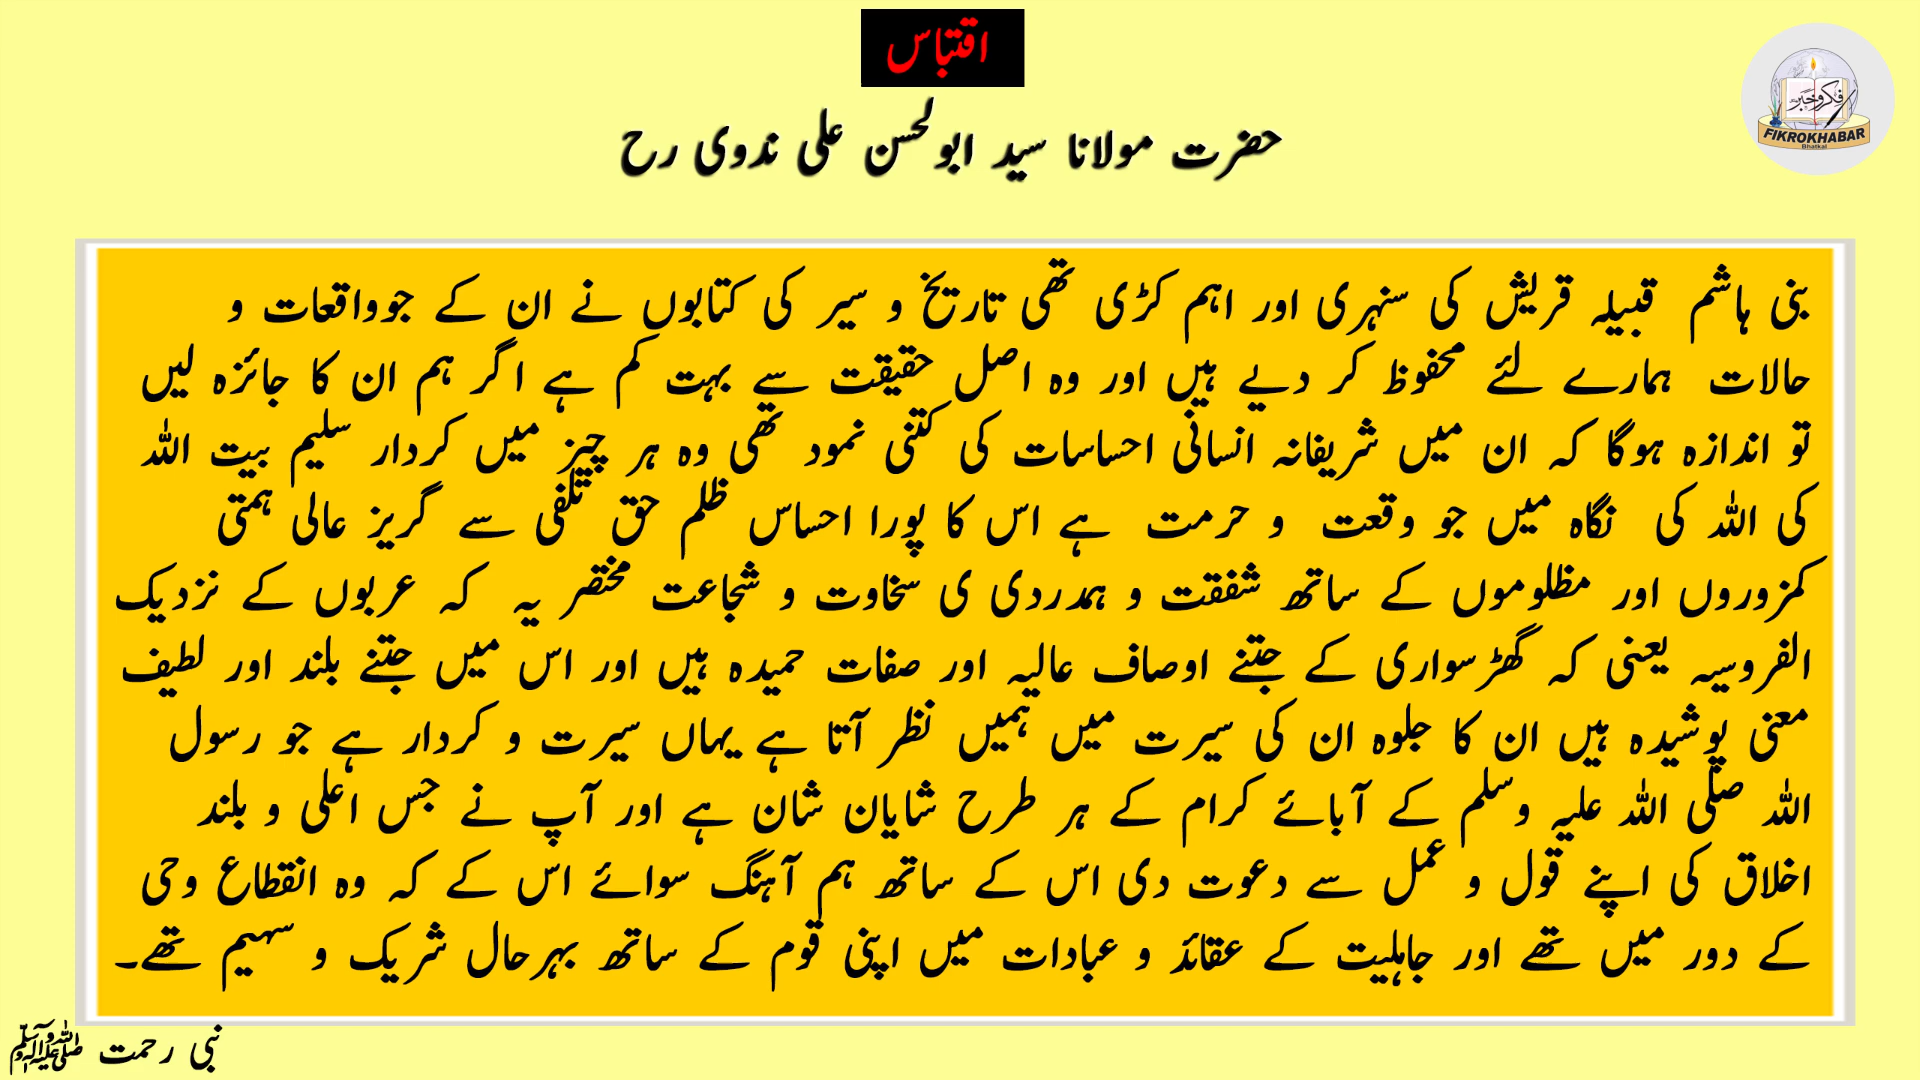 اقتباس
فکروخبر
FIKROKHABAR
Bhatkal
حضرت مولانا سید ابوالحسن علی ندوی رح
بنی ہاشم قبیلہ قریش کی سنہری اور اہم کڑی تھی تاریخ و سیر کی کتابوں نے ان کے جوواقعات و
حالات ہمارے لئے محفوظ کر دیے ہیں اور وہ اصل حقیقت سے بہت کم ہے اگر ہم ان کا جائزہ لیں
تو اندازہ ہوگا کہ ان میں شریفانہ انسانی احساسات کی کتنی نمود تھی وہ ہر چیز میں کردار سلیم بیت اللہ
کی اللہ کی نگاہ میں جو وقعت و حرمت ہے اس کا پورا احساس ظلم حق تلفی سے گریز عالی ہمتی
کمزوروں اور مظلوموں کے ساتھ شفقت و ہمدردی ی سخاوت و شجاعت مختصر یہ کہ عربوں کے نزدیک
الفروسیہ یعنی کہ گھڑسواری کے جتنے اوصاف عالیہ اور صفات حمیدہ ہیں اور اس میں جتنے بلند اور لطیف
معنی پوشیدہ ہیں ان کا جلوہ ان کی سیرت میں ہمیں نظر آتا ہے یہاں سیرت و کردار ہے جو رسول
اللہ صلی اللہ علیہ وسلم کے آبائے کرام کے ہر طرح شایان شان ہے اور آپ نے جس اعلی و بلند
اخلاق کی اپنے قول و عمل سے دعوت دی اس کے ساتھ ہم آہنگ سوائے اس کے کہ وہ انقطاع وحی
کے دور میں تھے اور جاہلیت کے عقائد و عبادات میں اپنی قوم کے ساتھ بہرحال شریک و سہیم تھے۔
نبی رحمت ﷺ